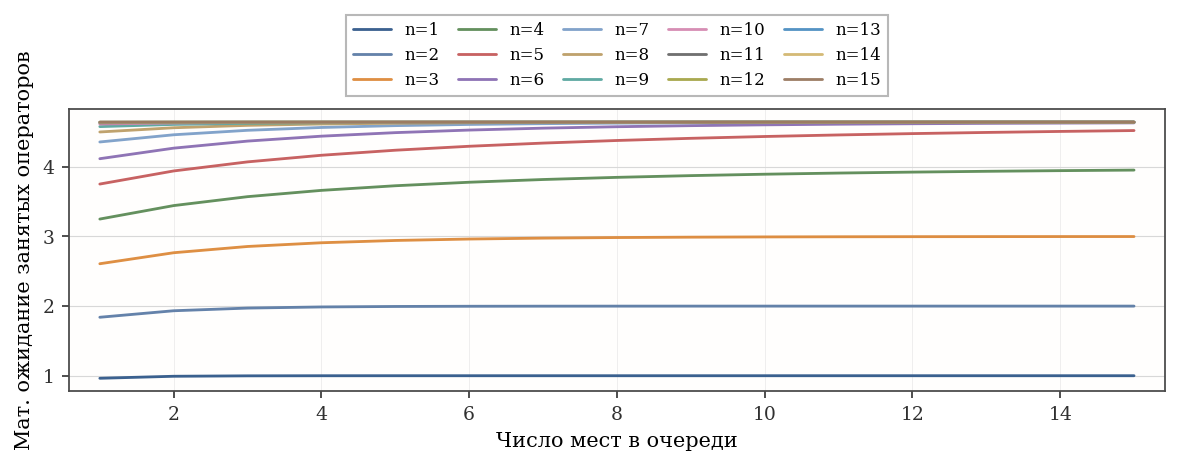 n=1 n=4 n=7 n=10 n=13
n=2 n=5 n=8 n=11 n=14
n=3 n=6 n=9 n=12 n=15
Мат. ожидание занятых операторов
4
3
2
1
2 4 6 8 10 12 14
Число мест в очереди